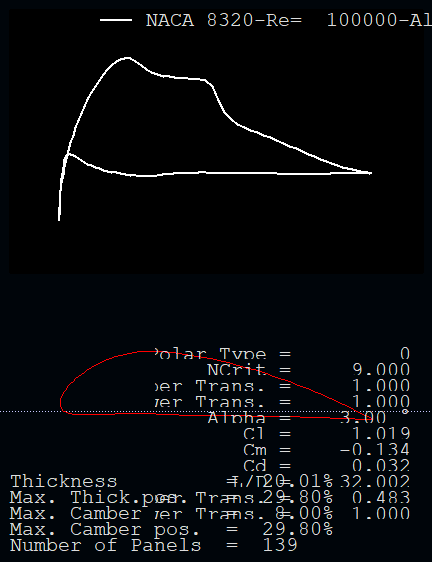 NACA 8320-Re= 100000-Al
Polar Type = 0
NCrit = 9.000
per Trans. = 1.000
wer Trans. = 1.000
Alpha = 3.00 °
Cl = 1.019
Cm = -0.134
Cd = 0.032
Thickness = 20.01% L/D = 32.002
Max. Thick.pos. = 29.80% per Trans. = 0.483
Max. Camber = 8.00% wer Trans. = 1.000
Max. Camber pos. = 29.80%
Number of Panels = 139